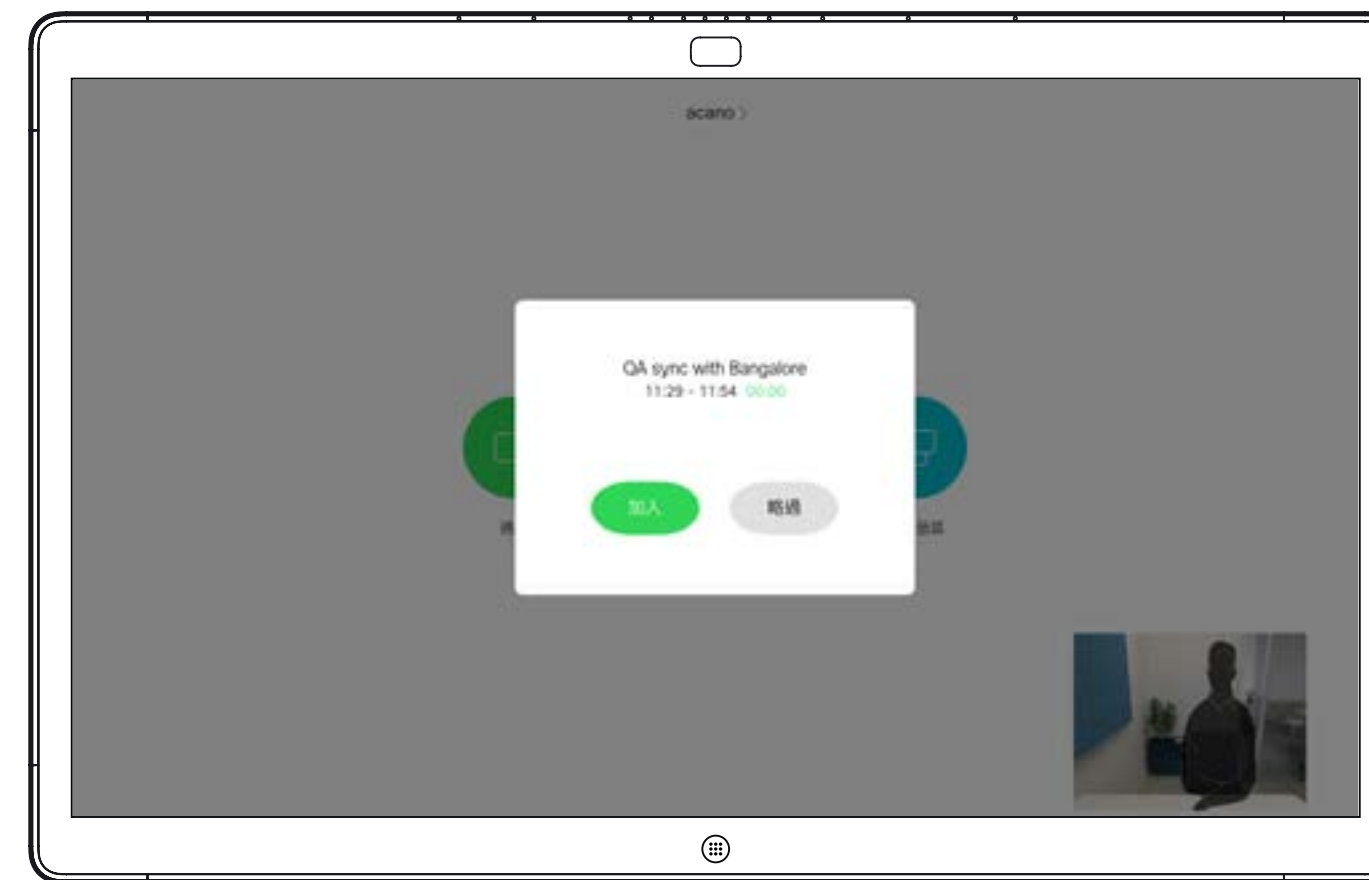 acano
QA sync with Bangalore
11:29 - 11:54 00:00
加入
略過